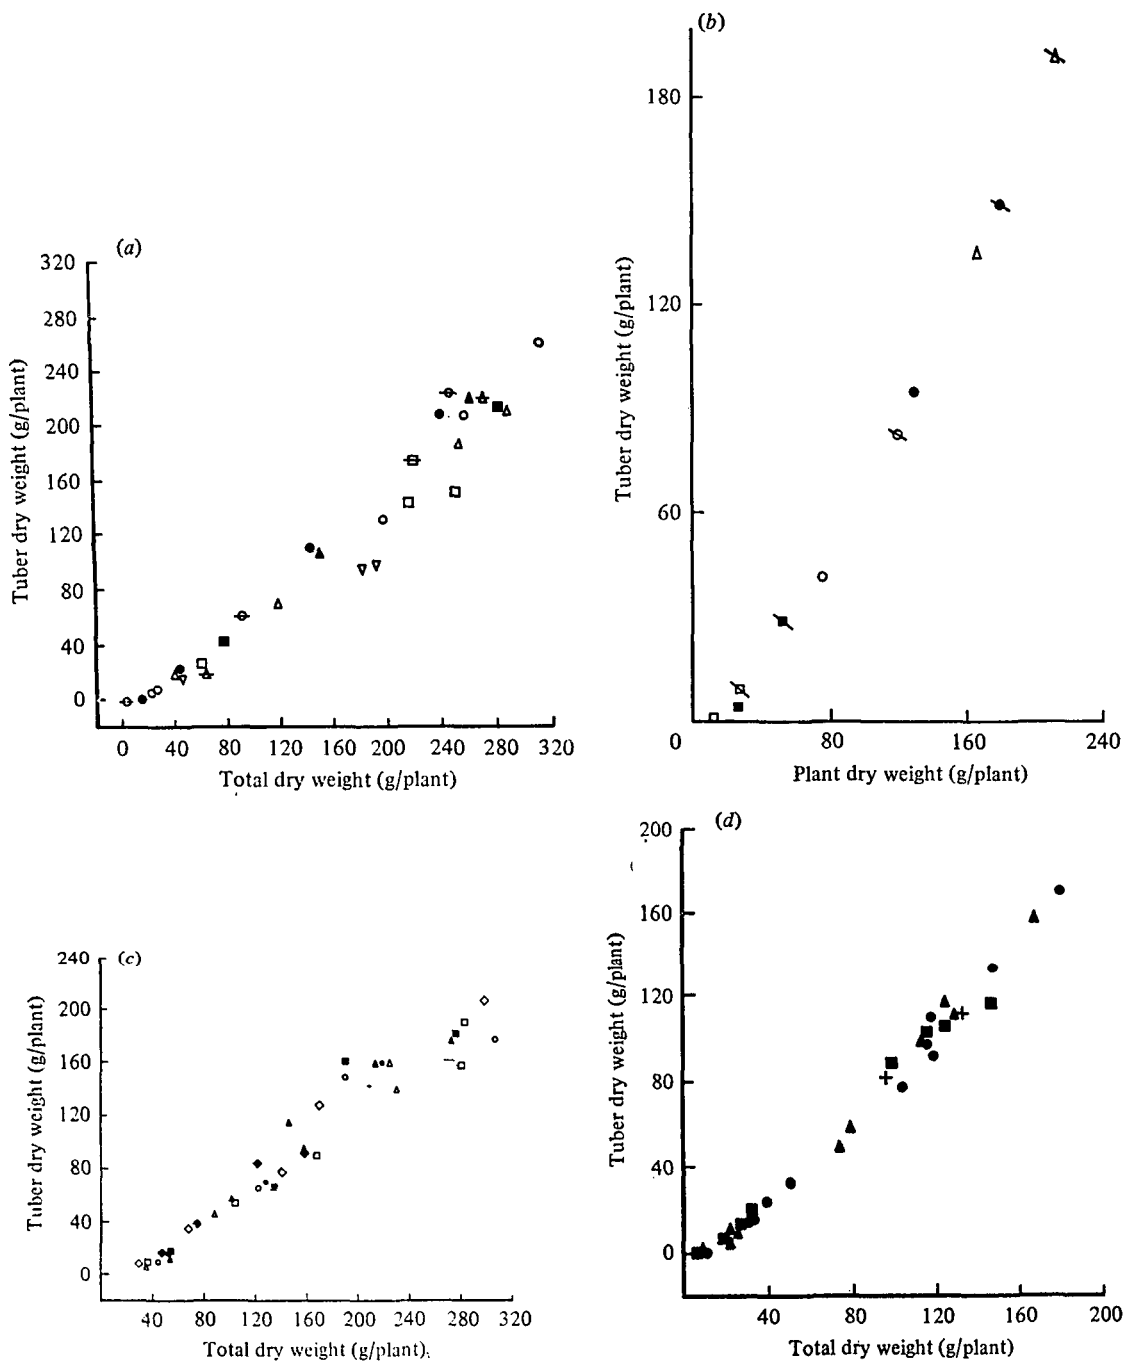 (a)
320
280
240
200
160
120
80
40
0
Tuber dry weight (g/plant)
0 40 80 120 160 200 240 280 320
Total dry weight (g/plant)
(b)
180
120
60
Tuber dry weight (g/plant)
0 80 160 240
Plant dry weight (g/plant)
(c)
240
200
160
120
80
40
0
Tuber dry weight (g/plant)
40 80 120 160 200 240 280 320
Total dry weight (g/plant)
(d)
200
160
120
80
40
0
Tuber dry weight (g/plant)
40 80 120 160 200
Total dry weight (g/plant)